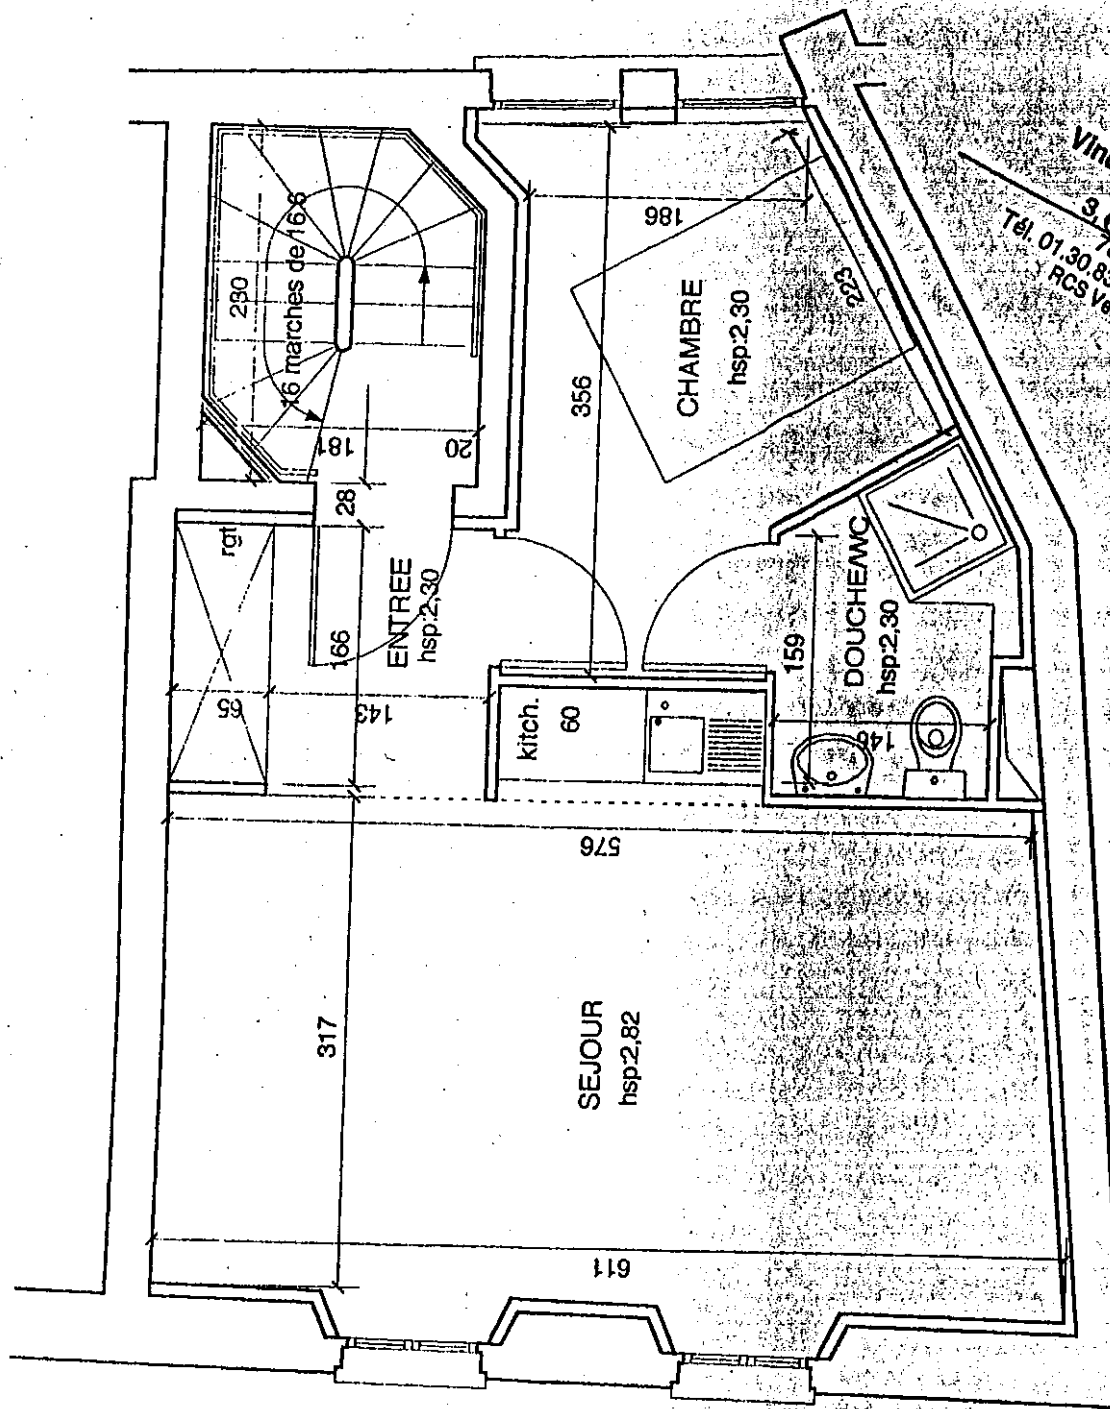 230
16 marches de 16.6
181
20
28
rgt
166
ENTREE
hsp:2,30
65
143
kitch.
60
356
186
CHAMBRE
hsp:2,30
223
159
DOUCHE/WC
hsp:2,30
146
576
317
SEJOUR
hsp:2,82
611
3,
Tél. 01.30.83
RCS